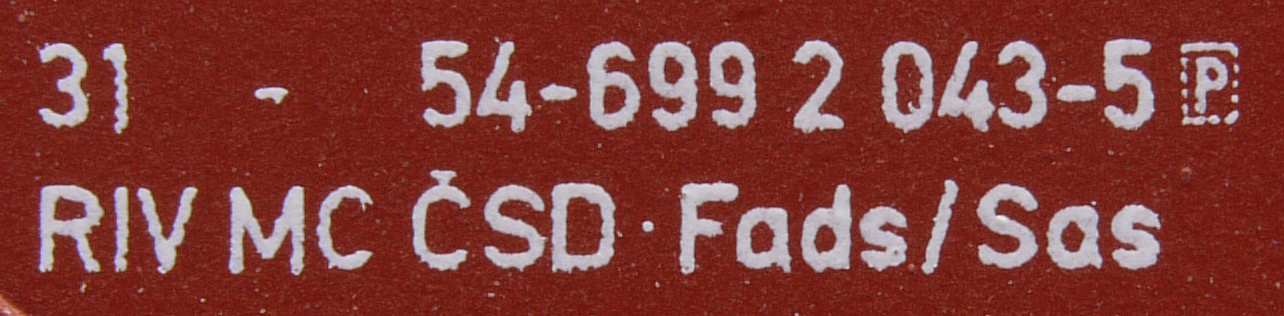 31 - 54-699 2 043-5 P
RIV MC ČSD · Fads/Sas